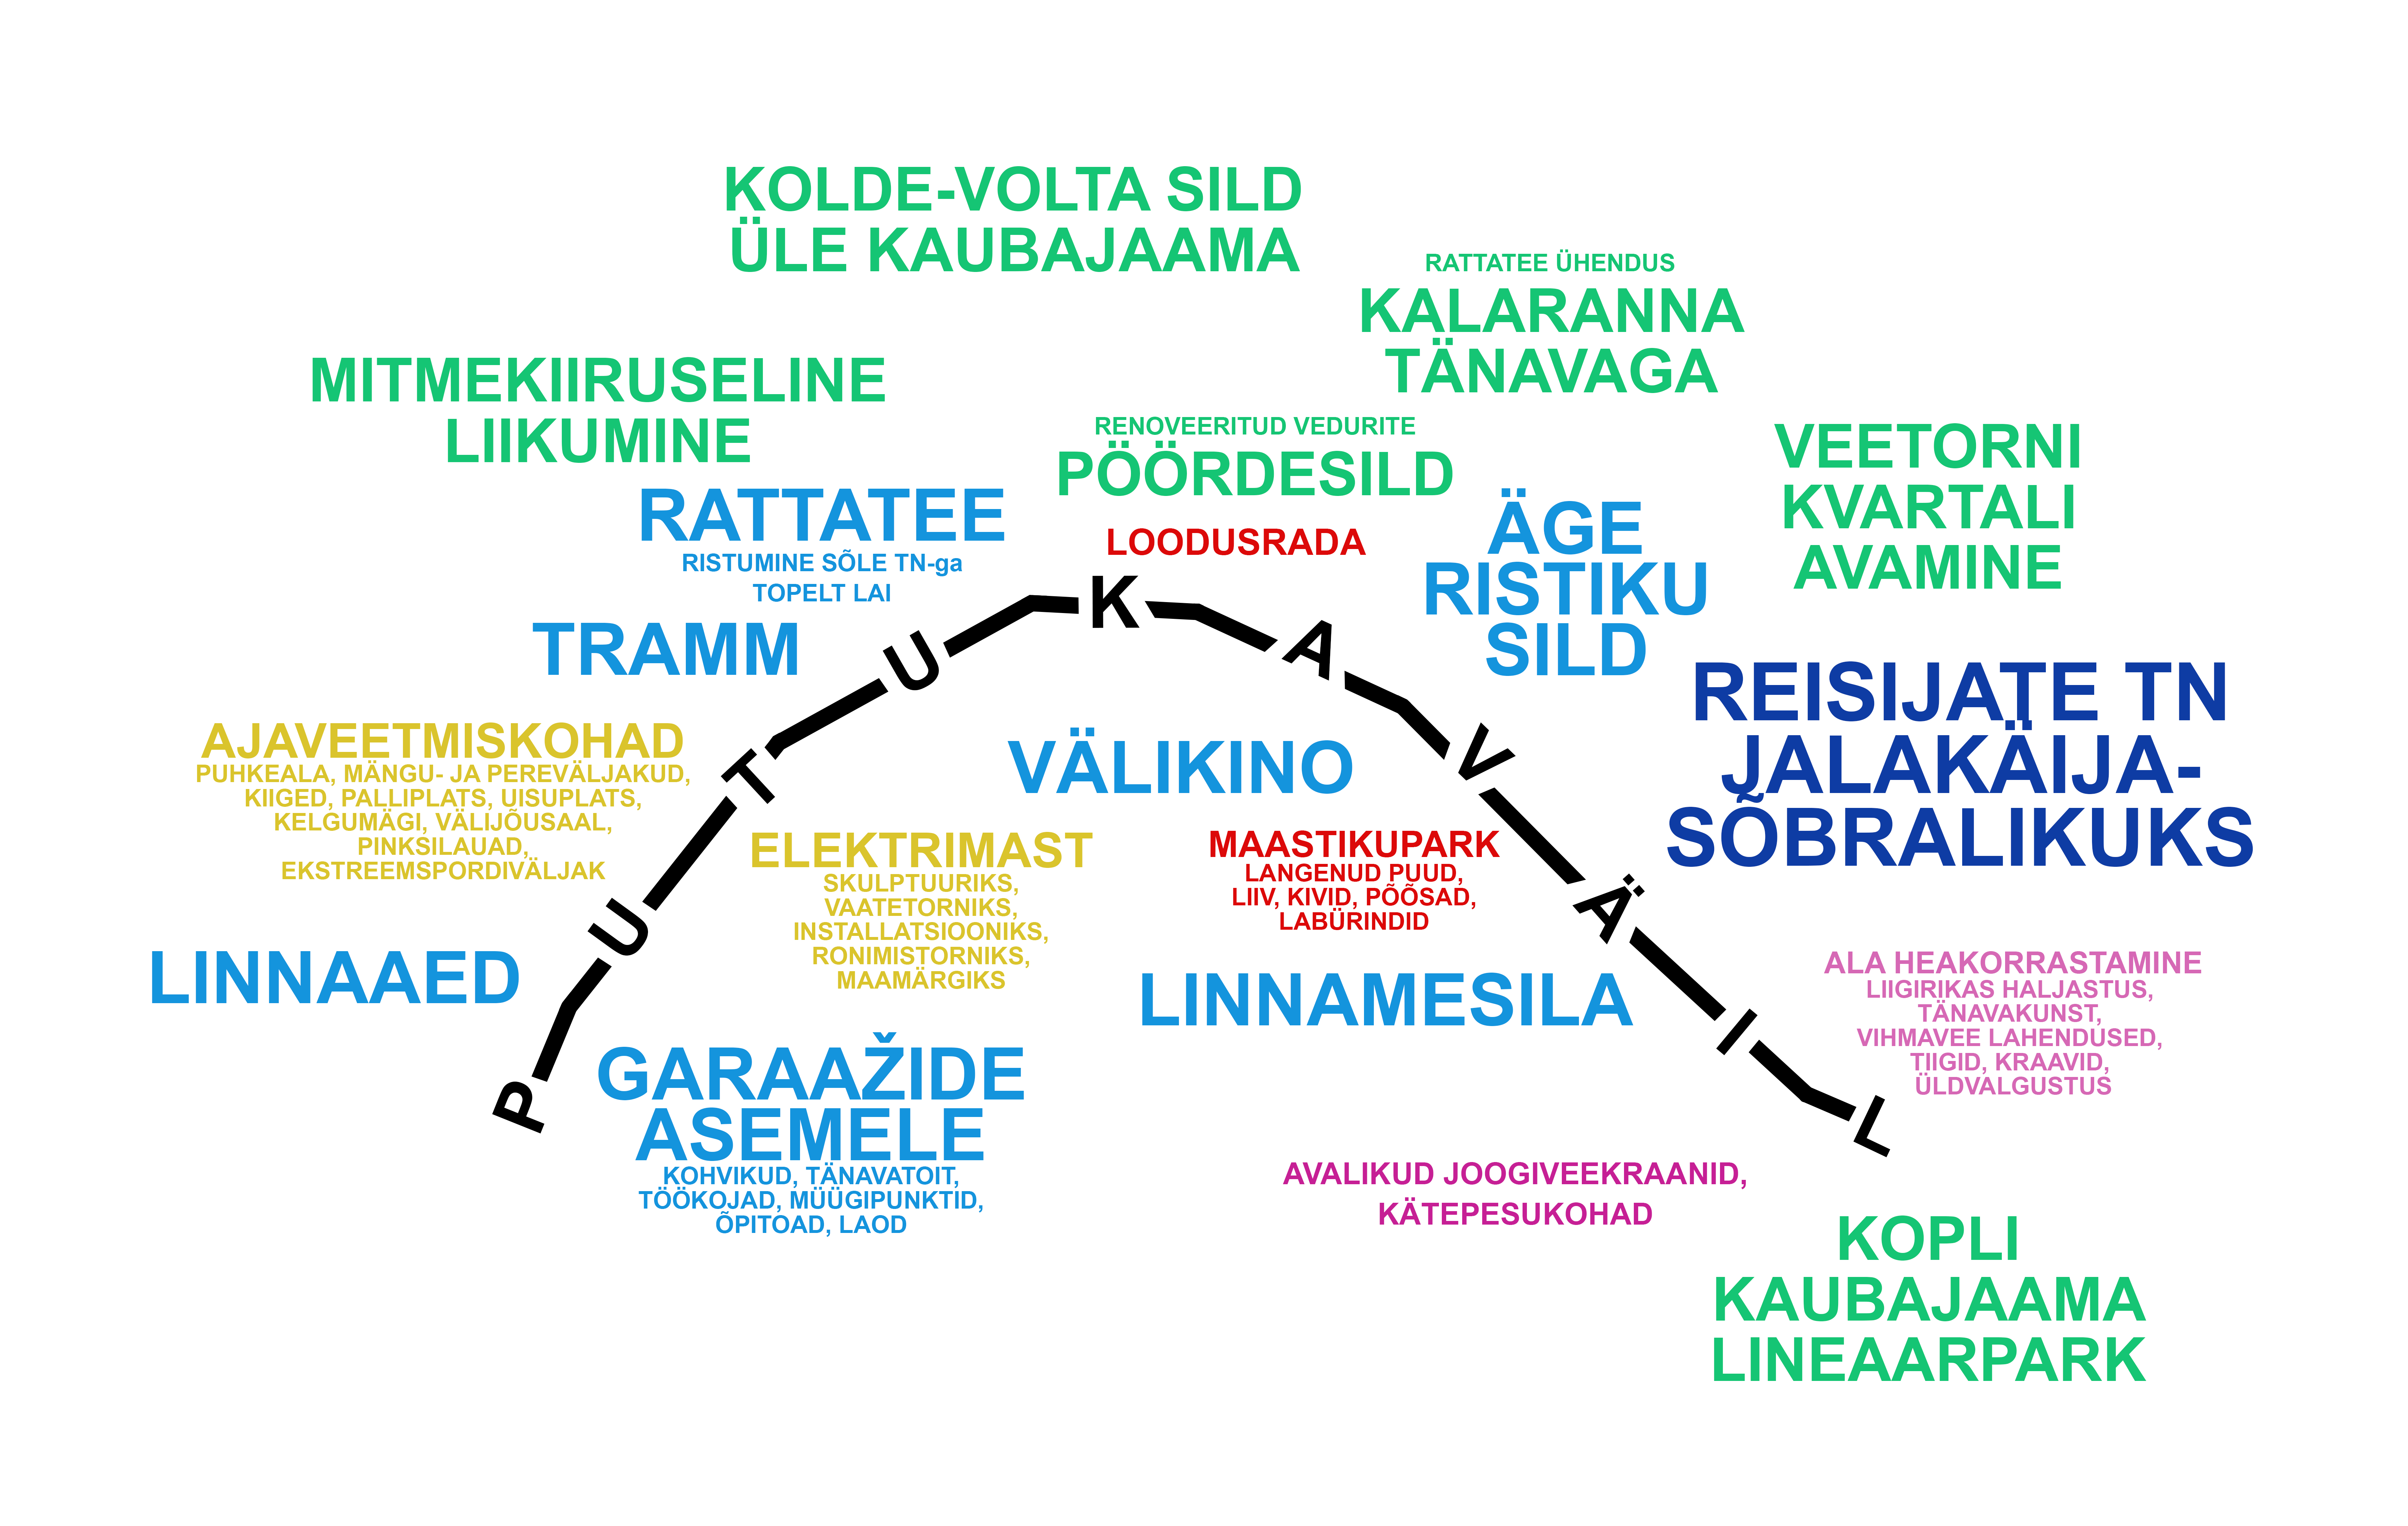 KOLDE-VOLTA SILD
ÜLE KAUBAJAAMA
RATTATEE ÜHENDUS
KALARANNA
TÄNAVAGA
MITMEKIIRUSELINE
LIIKUMINE
RENOVEERITUD VEDURITE
PÖÖRDESILD
VEETORNI
KVARTALI
AVAMINE
RATTATEE
RISTUMINE SÕLE TN-ga
TOPELT LAI
LOODUSRADA
ÄGE
RISTIKU
SILD
TRAMM
PUUTUKAVÄIL
REISIJATE TN
JALAKÄIJA-
SÕBRALIKUKS
AJAVEETMISKOHAD
PUHKEALA, MÄNGU- JA PEREVÄLJAKUD,
KIIGED, PALLIPLATS, UISUPLATS,
KELGUMÄGI, VÄLIJÕUSAAL,
PINKSILAUAD,
EKSTREEMSPORDIVÄLJAK
VÄLIKINO
ELEKTRIMAST
SKULPTUURIKS,
VAATETORNIKS,
INSTALLATSIOONIKS,
RONIMISTORNIKS,
MAAMÄRGIKS
MAASTIKUPARK
LANGENUD PUUD,
LIIV, KIVID, PÕÕSAD,
LABÜRINDID
LINNAAED
LINNAMESILA
ALA HEAKORRASTAMINE
LIIGIRIKAS HALJASTUS,
TÄNAVAKUNST,
VIHMAVEE LAHENDUSED,
TIIGID, KRAAVID,
ÜLDVALGUSTUS
GARAAŽIDE
ASEMELE
KOHVIKUD, TÄNAVATOIT,
TÖÖKOJAD, MÜÜGIPUNKTID,
ÕPITOAD, LAOD
AVALIKUD JOOGIVEEKRAANID,
KÄTEPESUKOHAD
KOPLI
KAUBAJAAMA
LINEAARPARK